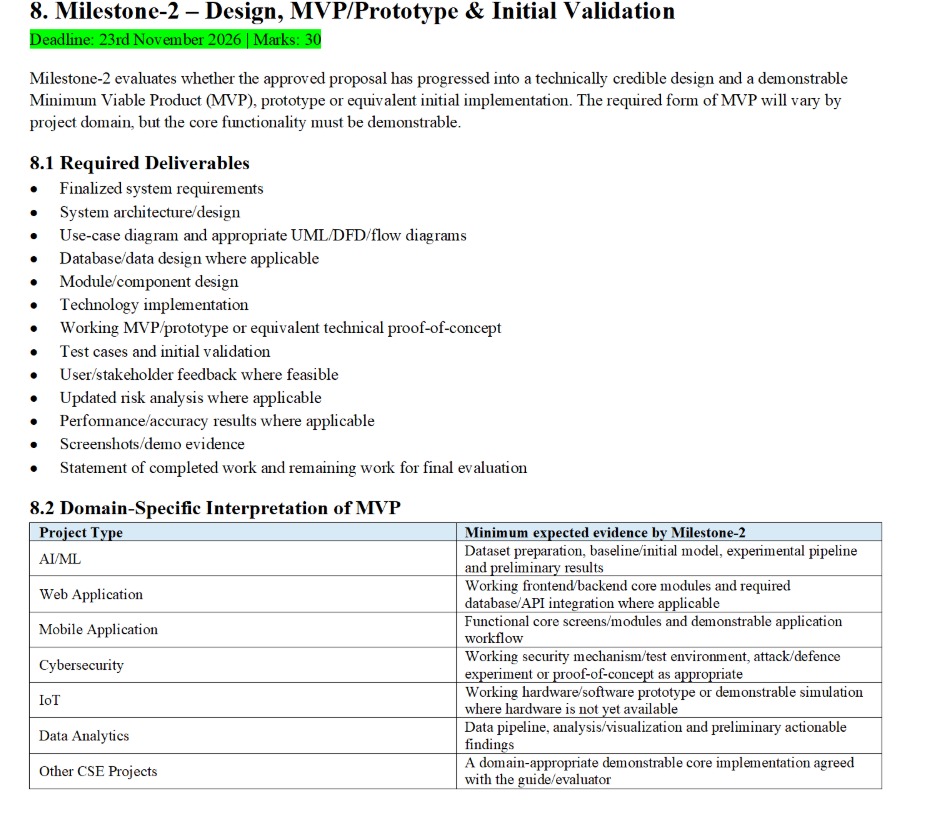 8. Milestone-2 – Design, MVP/Prototype & Initial Validation
Deadline: 23rd November 2026 | Marks: 30
Milestone-2 evaluates whether the approved proposal has progressed into a technically credible design and a demonstrable
Minimum Viable Product (MVP), prototype or equivalent initial implementation. The required form of MVP will vary by
project domain, but the core functionality must be demonstrable.
8.1 Required Deliverables
• Finalized system requirements
• System architecture/design
• Use-case diagram and appropriate UML/DFD/flow diagrams
• Database/data design where applicable
• Module/component design
• Technology implementation
• Working MVP/prototype or equivalent technical proof-of-concept
• Test cases and initial validation
• User/stakeholder feedback where feasible
• Updated risk analysis where applicable
• Performance/accuracy results where applicable
• Screenshots/demo evidence
• Statement of completed work and remaining work for final evaluation
8.2 Domain-Specific Interpretation of MVP
Project Type
Minimum expected evidence by Milestone-2
AI/ML
Dataset preparation, baseline/initial model, experimental pipeline
and preliminary results
Web Application
Working frontend/backend core modules and required
database/API integration where applicable
Mobile Application
Functional core screens/modules and demonstrable application
workflow
Cybersecurity
Working security mechanism/test environment, attack/defence
experiment or proof-of-concept as appropriate
IoT
Working hardware/software prototype or demonstrable simulation
where hardware is not yet available
Data Analytics
Data pipeline, analysis/visualization and preliminary actionable
findings
Other CSE Projects
A domain-appropriate demonstrable core implementation agreed
with the guide/evaluator